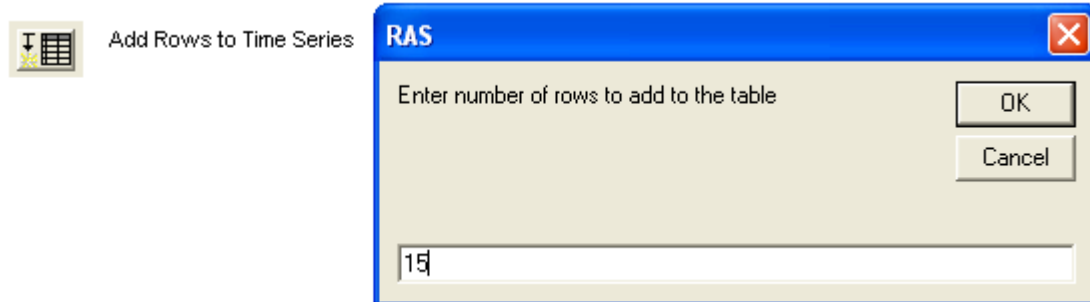 Add Rows to Time Series
RAS
Enter number of rows to add to the table
OK
Cancel
15